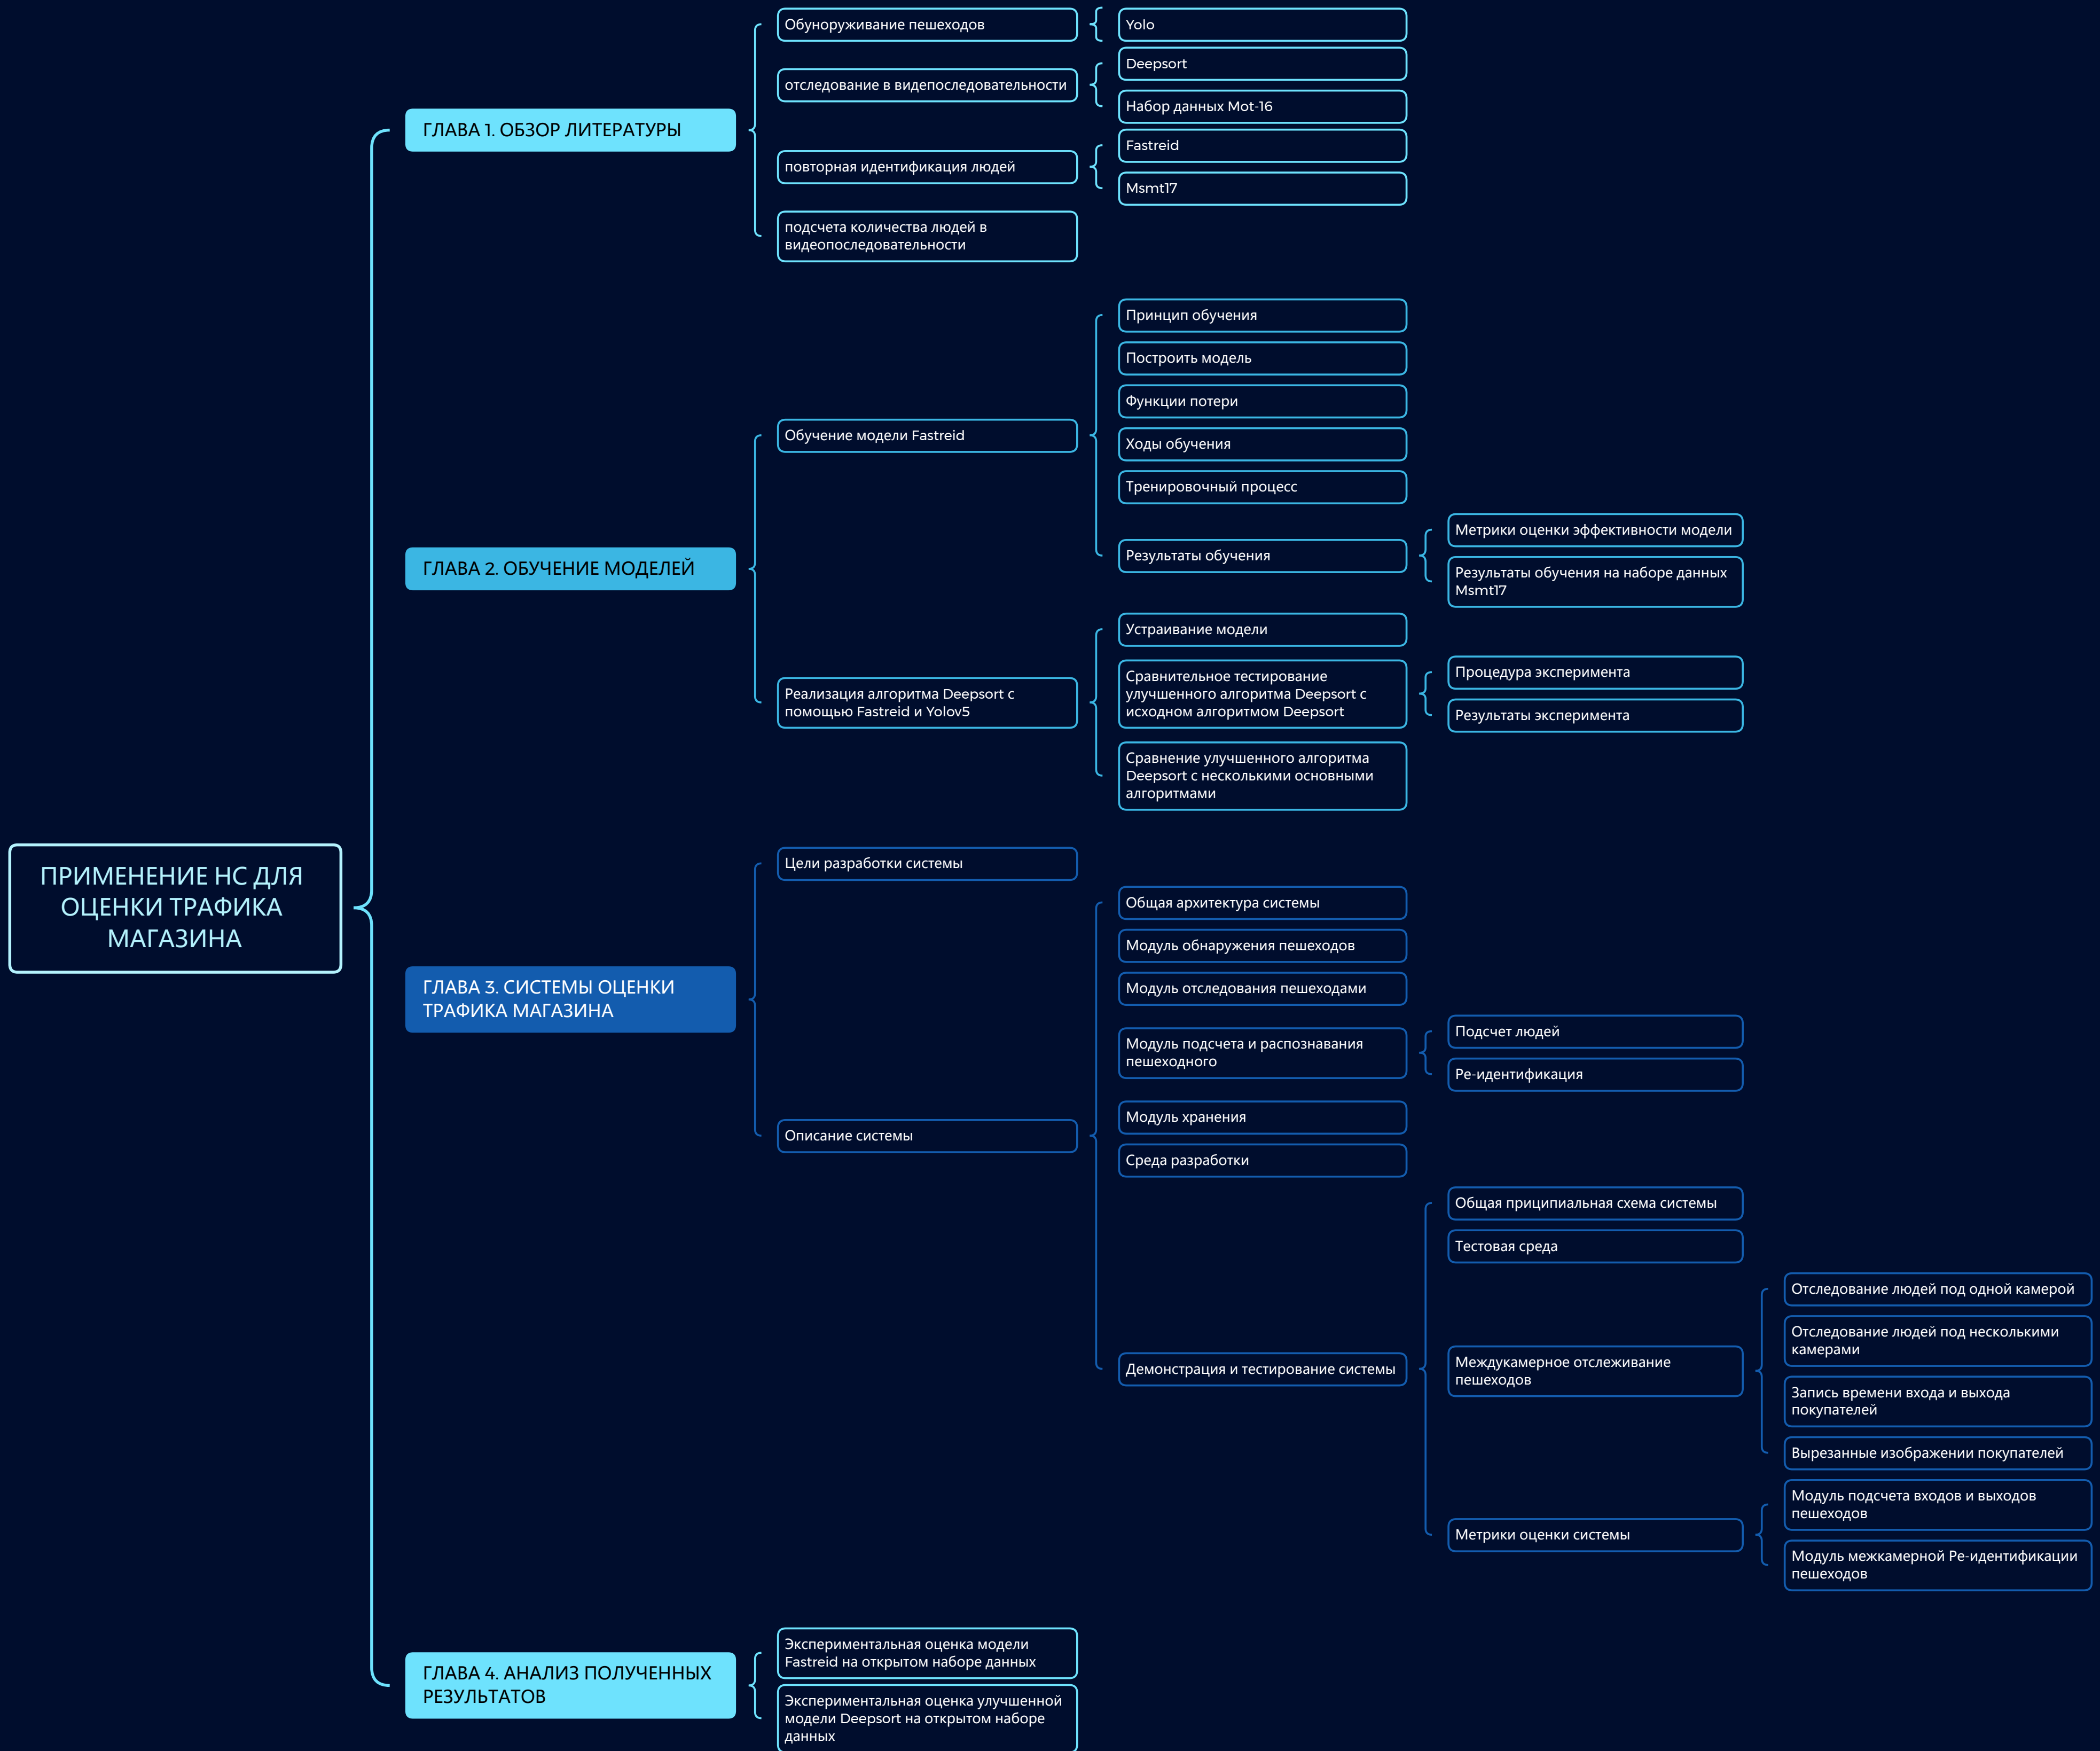 ПРИМЕНЕНИЕ НС ДЛЯ
ОЦЕНКИ ТРАФИКА
МАГАЗИНА
ГЛАВА 1. ОБЗОР ЛИТЕРАТУРЫ
Обуноруживание пешеходов
Yolo
отследование в видепоследовательности
Deepsort
Набор данных Mot-16
повторная идентификация людей
Fastreid
Msmt17
подсчета количества людей в
видеопоследовательности
ГЛАВА 2. ОБУЧЕНИЕ МОДЕЛЕЙ
Обучение модели Fastreid
Принцип обучения
Построить модель
Функции потери
Ходы обучения
Тренировочный процесс
Результаты обучения
Метрики оценки эффективности модели
Результаты обучения на наборе данных
Msmt17
Реализация алгоритма Deepsort с
помощью Fastreid и Yolov5
Устраивание модели
Сравнительное тестирование
улучшенного алгоритма Deepsort с
исходном алгоритмом Deepsort
Процедура эксперимента
Результаты эксперимента
Сравнение улучшенного алгоритма
Deepsort с несколькими основными
алгоритмами
ГЛАВА 3. СИСТЕМЫ ОЦЕНКИ
ТРАФИКА МАГАЗИНА
Цели разработки системы
Описание системы
Общая архитектура системы
Модуль обнаружения пешеходов
Модуль отследования пешеходами
Модуль подсчета и распознавания
пешеходного
Подсчет людей
Ре-идентификация
Модуль хранения
Среда разработки
Демонстрация и тестирование системы
Общая приципиальная схема системы
Тестовая среда
Междукамерное отслеживание
пешеходов
Отследование людей под одной камерой
Отследование людей под несколькими
камерами
Запись времени входа и выхода
покупателей
Вырезанные изображении покупателей
Метрики оценки системы
Модуль подсчета входов и выходов
пешеходов
Модуль межкамерной Ре-идентификации
пешеходов
ГЛАВА 4. АНАЛИЗ ПОЛУЧЕННЫХ
РЕЗУЛЬТАТОВ
Экспериментальная оценка модели
Fastreid на открытом наборе данных
Экспериментальная оценка улучшенной
модели Deepsort на открытом наборе
данных